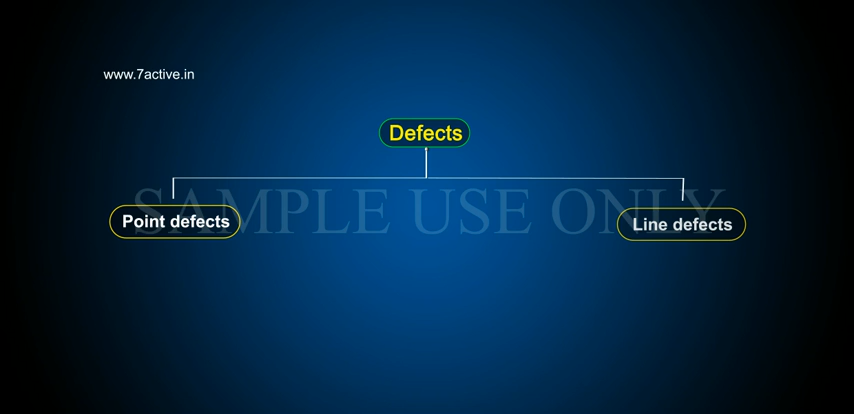 www.7active.in
Defects
SAMPLE USE ONLY
Point defects
Line defects